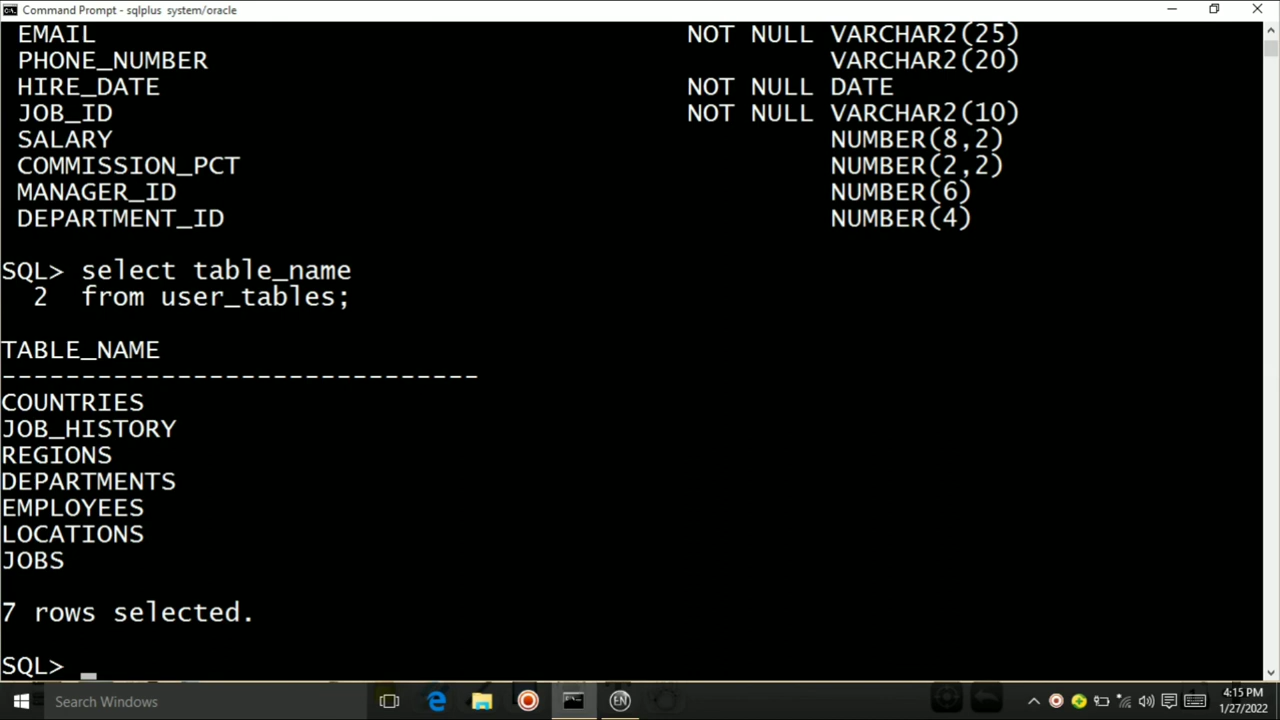 Command Prompt - sqlplus  system/oracle
EMAIL NOT NULL VARCHAR2(25)
PHONE_NUMBER VARCHAR2(20)
HIRE_DATE NOT NULL DATE
JOB_ID NOT NULL VARCHAR2(10)
SALARY NUMBER(8,2)
COMMISSION_PCT NUMBER(2,2)
MANAGER_ID NUMBER(6)
DEPARTMENT_ID NUMBER(4)
SQL> select table_name
2  from user_tables;
TABLE_NAME
------------------------------
COUNTRIES
JOB_HISTORY
REGIONS
DEPARTMENTS
EMPLOYEES
LOCATIONS
JOBS
7 rows selected.
SQL> _
Search Windows
EN
4:15 PM
1/27/2022